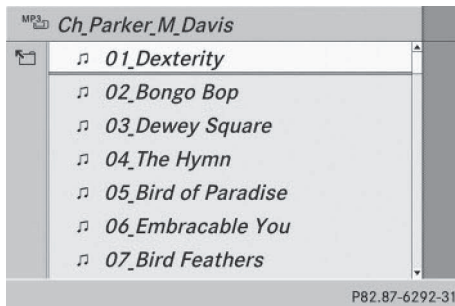 MP3 Ch_Parker_M_Davis
01_Dexterity
02_Bongo Bop
03_Dewey Square
04_The Hymn
05_Bird of Paradise
06_Embracable You
07_Bird Feathers
P82.87-6292-31